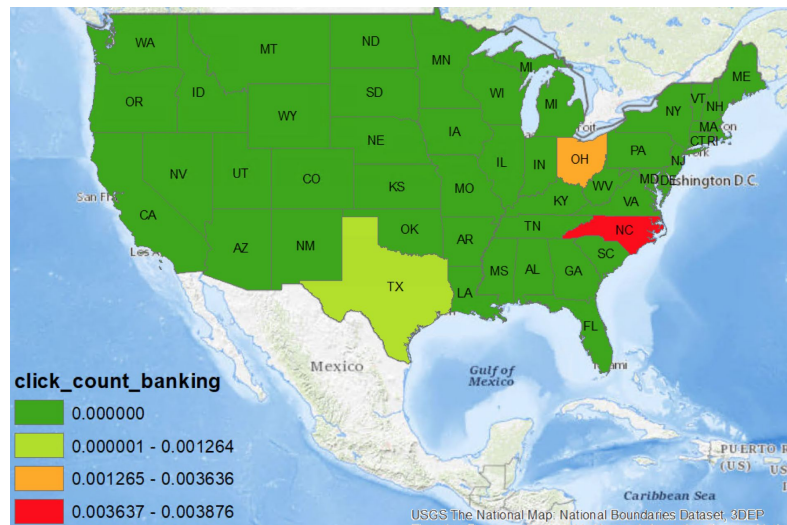 WA
MT
ND
MN
MI
ME
OR
ID
SD
WI
MI
VT
NH
NY
WY
IA
MA
CT
RI
NE
PA
NJ
NV
UT
CO
IL
IN
OH
WV
MD
DE
Washington D.C.
San
CA
KS
MO
KY
VA
AZ
NM
OK
AR
TN
NC
SC
Los
MS
AL
GA
LA
TX
FL
Mexico
Gulf of
Mexico
click_count_banking
0.000000
0.000001 - 0.001264
0.001265 - 0.003636
0.003637 - 0.003876
PUERTO
(US)
Caribbean Sea
USGS The National Map: National Boundaries Dataset, 3DEP